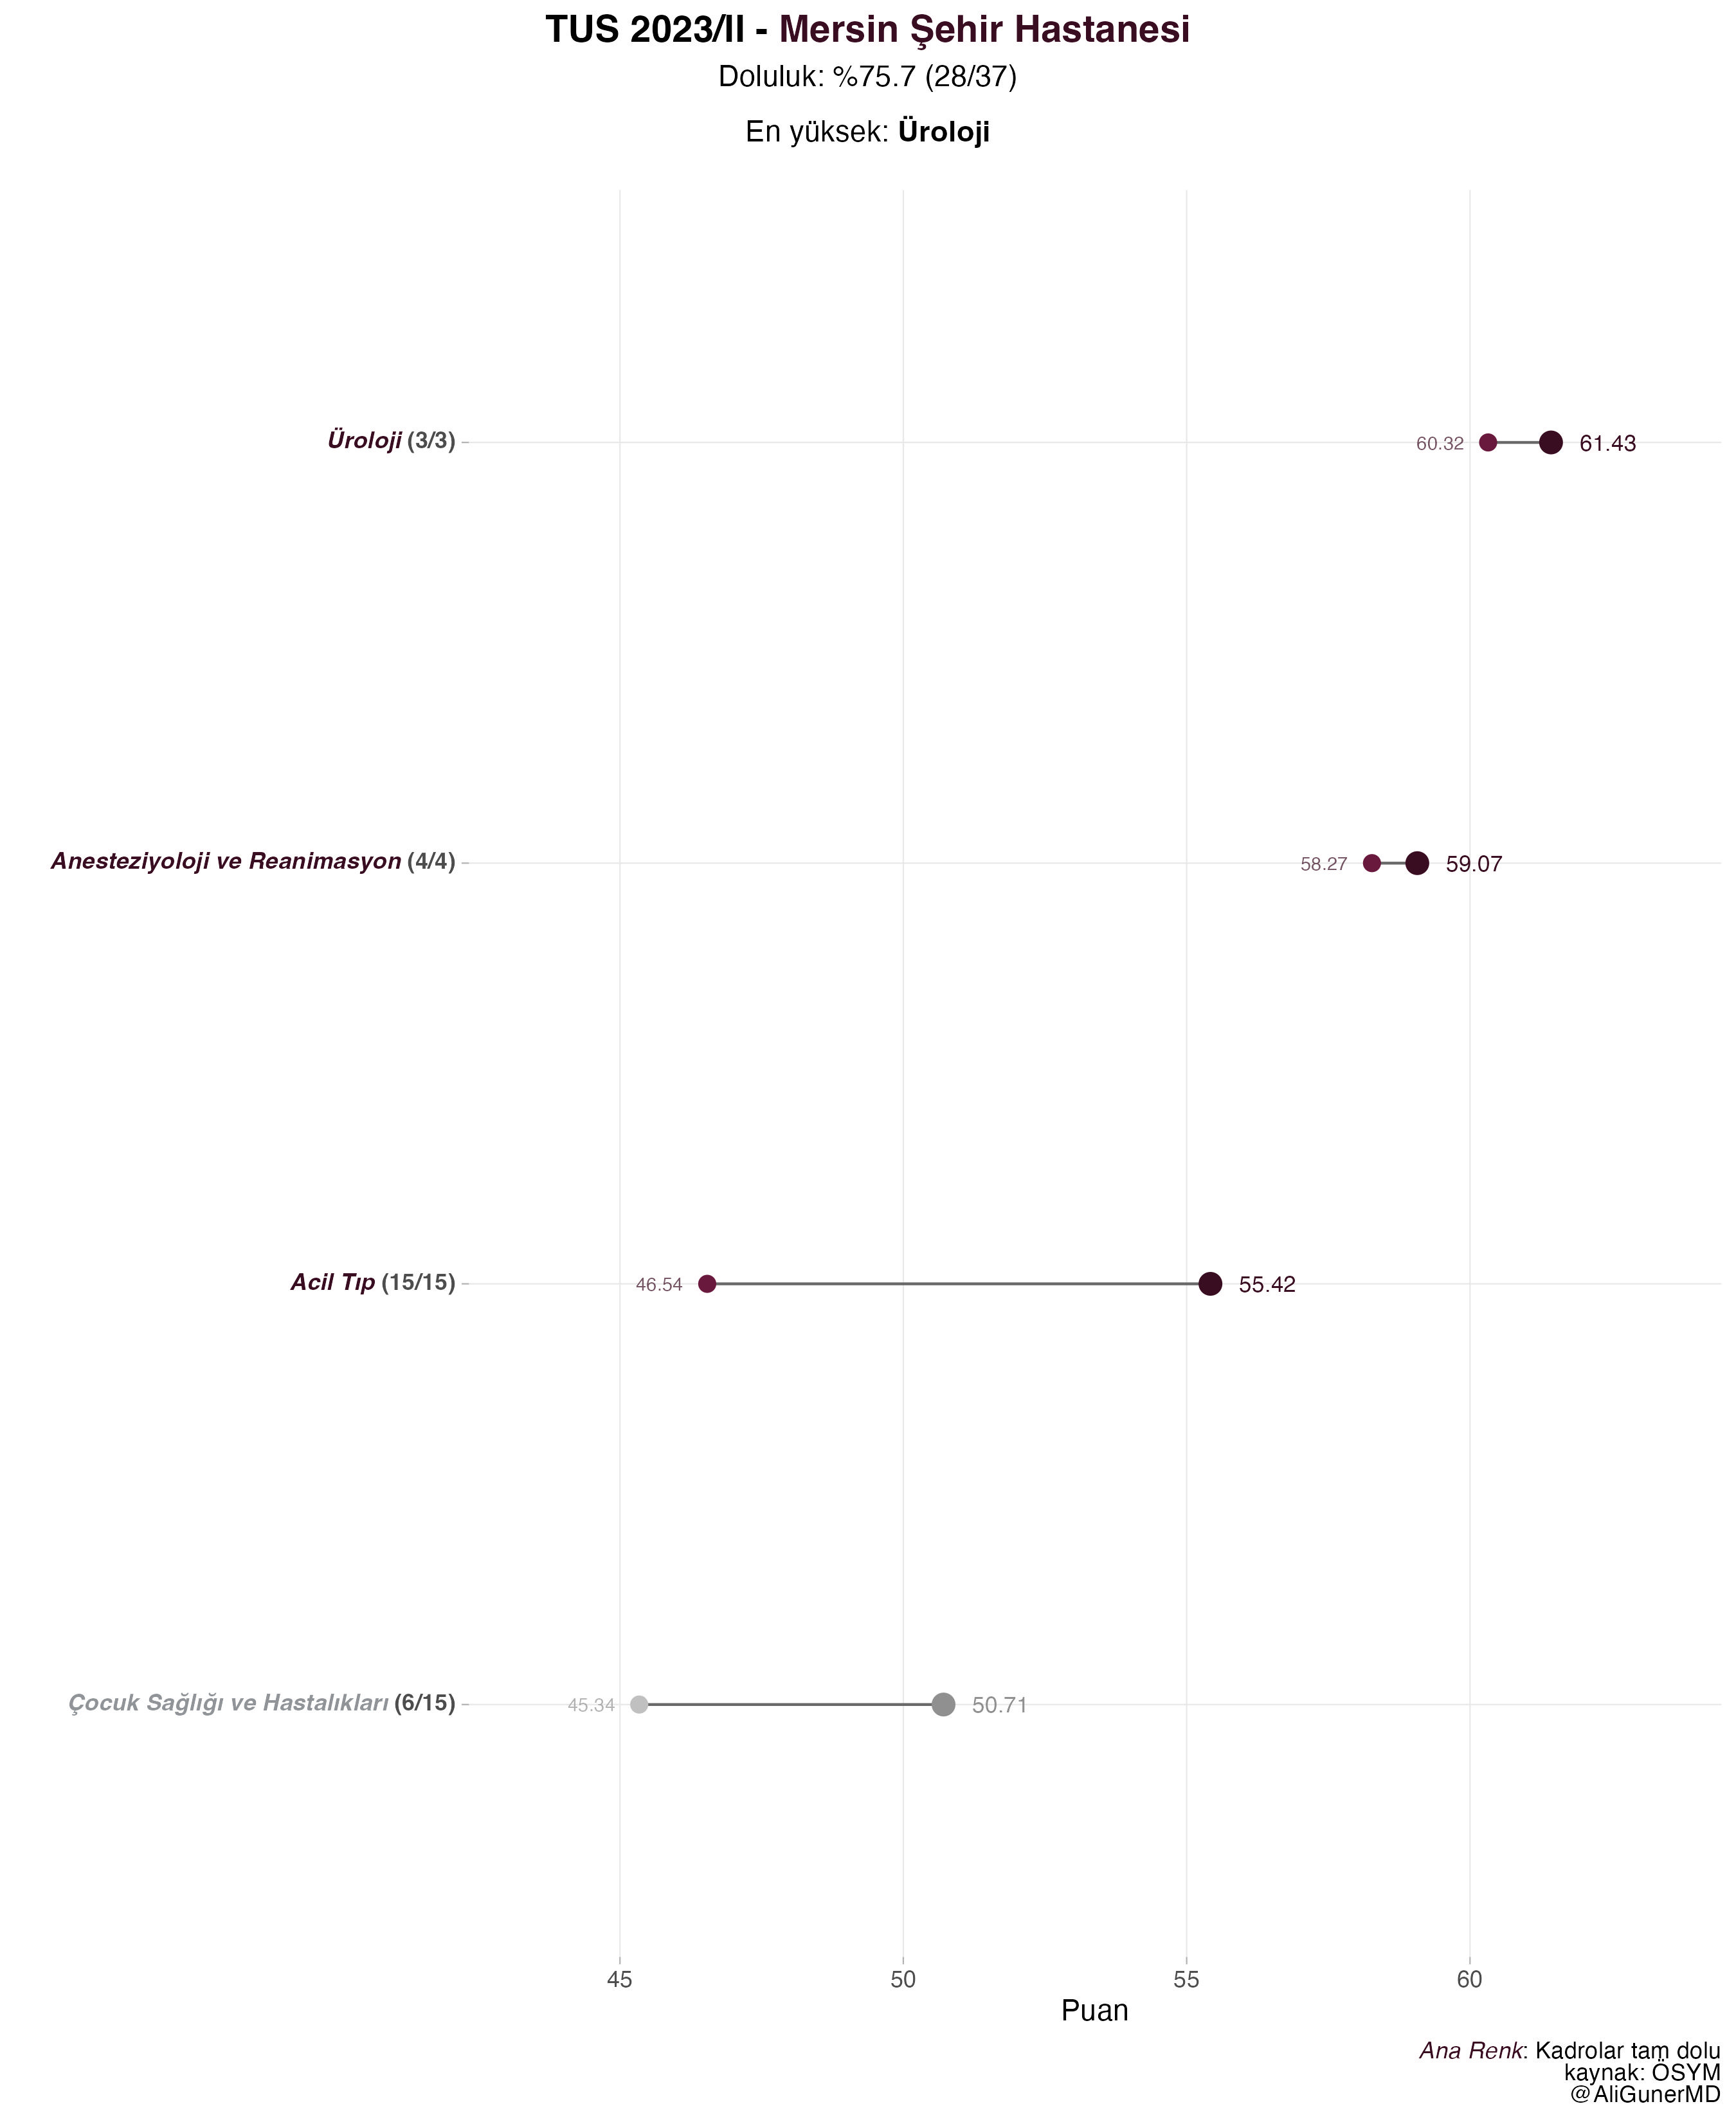 TUS 2023/II - Mersin Şehir Hastanesi
Doluluk: %75.7 (28/37)
En yüksek: Üroloji
Üroloji (3/3)
60.32
61.43
Anesteziyoloji ve Reanimasyon (4/4)
58.27
59.07
Acil Tıp (15/15)
46.54
55.42
Çocuk Sağlığı ve Hastalıkları (6/15)
45.34
50.71
45
50
55
60
Puan
Ana Renk: Kadrolar tam dolu
kaynak: ÖSYM
@AliGunerMD